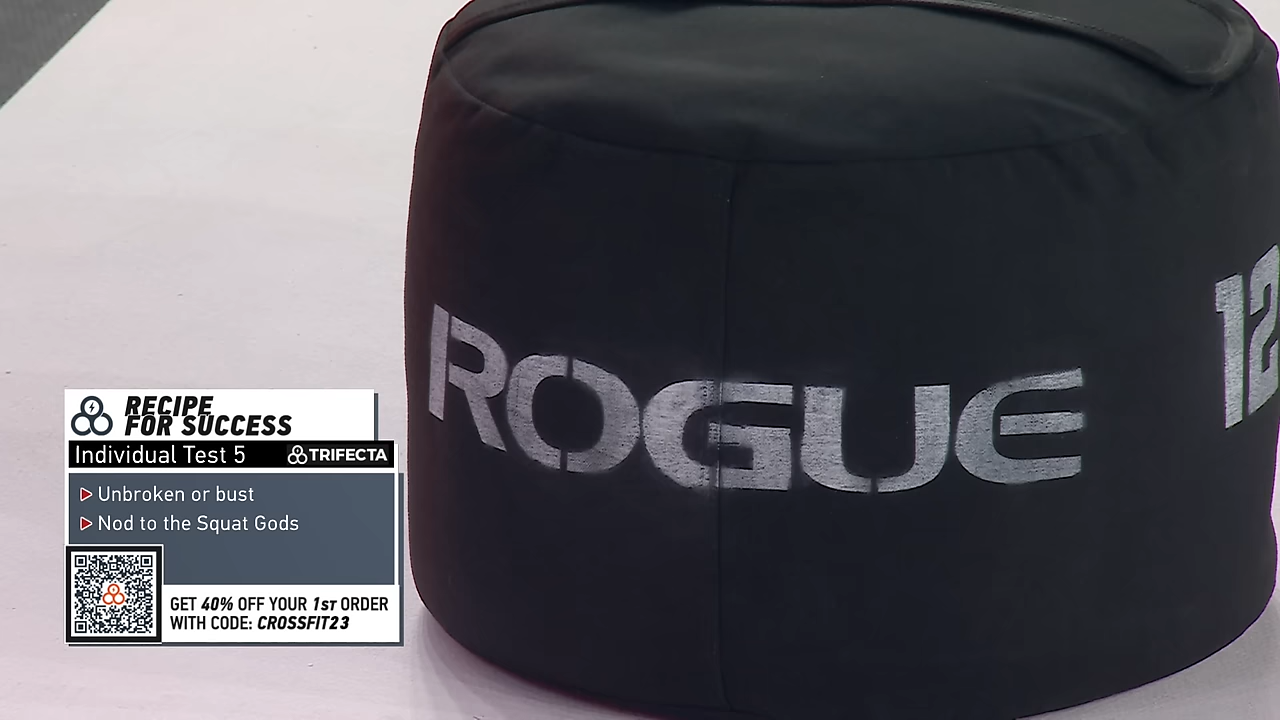 RECIPE
FOR SUCCESS
Individual Test 5 TRIFECTA
Unbroken or bust
Nod to the Squat Gods
GET 40% OFF YOUR 1ST ORDER
WITH CODE: CROSSFIT23
ROGUE
12